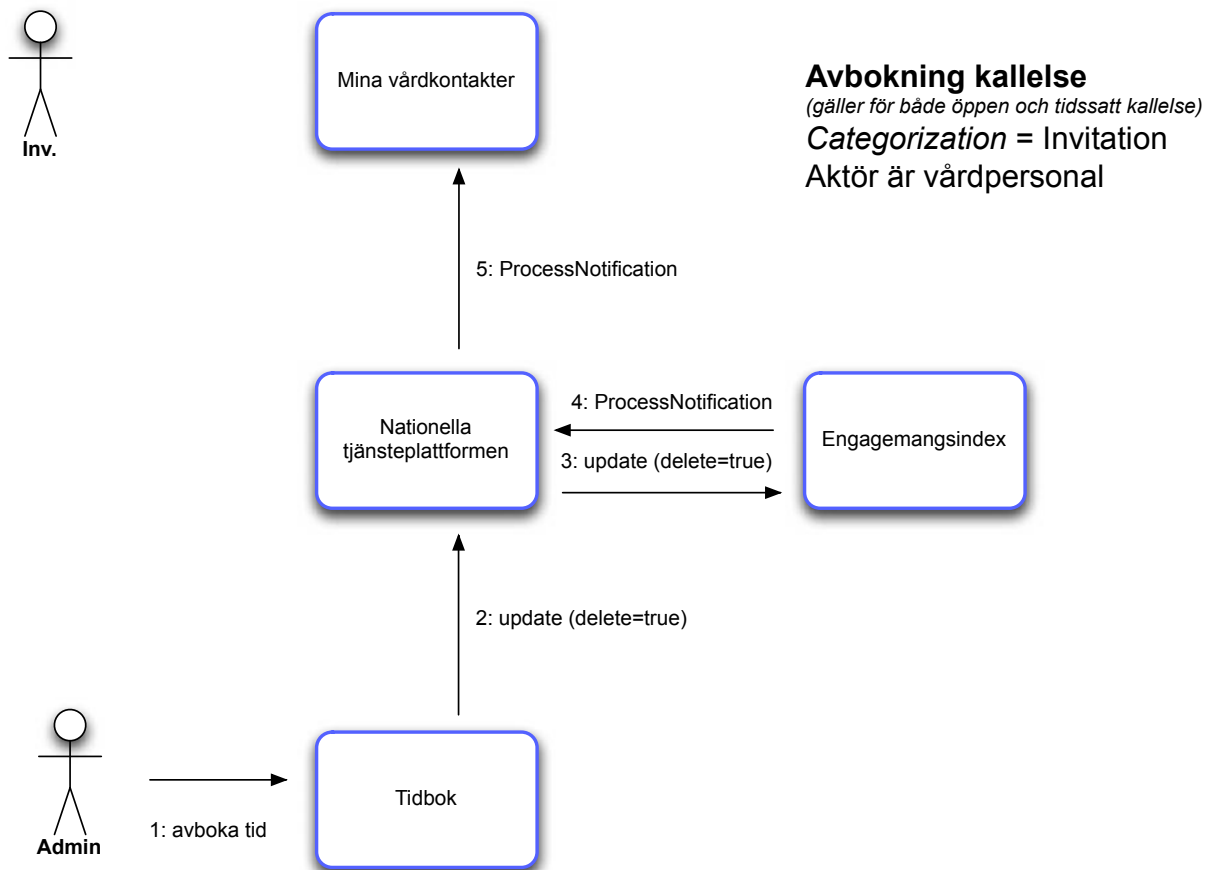 Mina vårdkontakter
Avbokning kallelse
(gäller för både öppen och tidssatt kallelse)
Categorization = Invitation
Aktör är vårdpersonal
Inv.
5: ProcessNotification
Nationella
tjänsteplattformen
4: ProcessNotification
3: update (delete=true)
Engagemangsindex
2: update (delete=true)
Admin
1: avboka tid
Tidbok